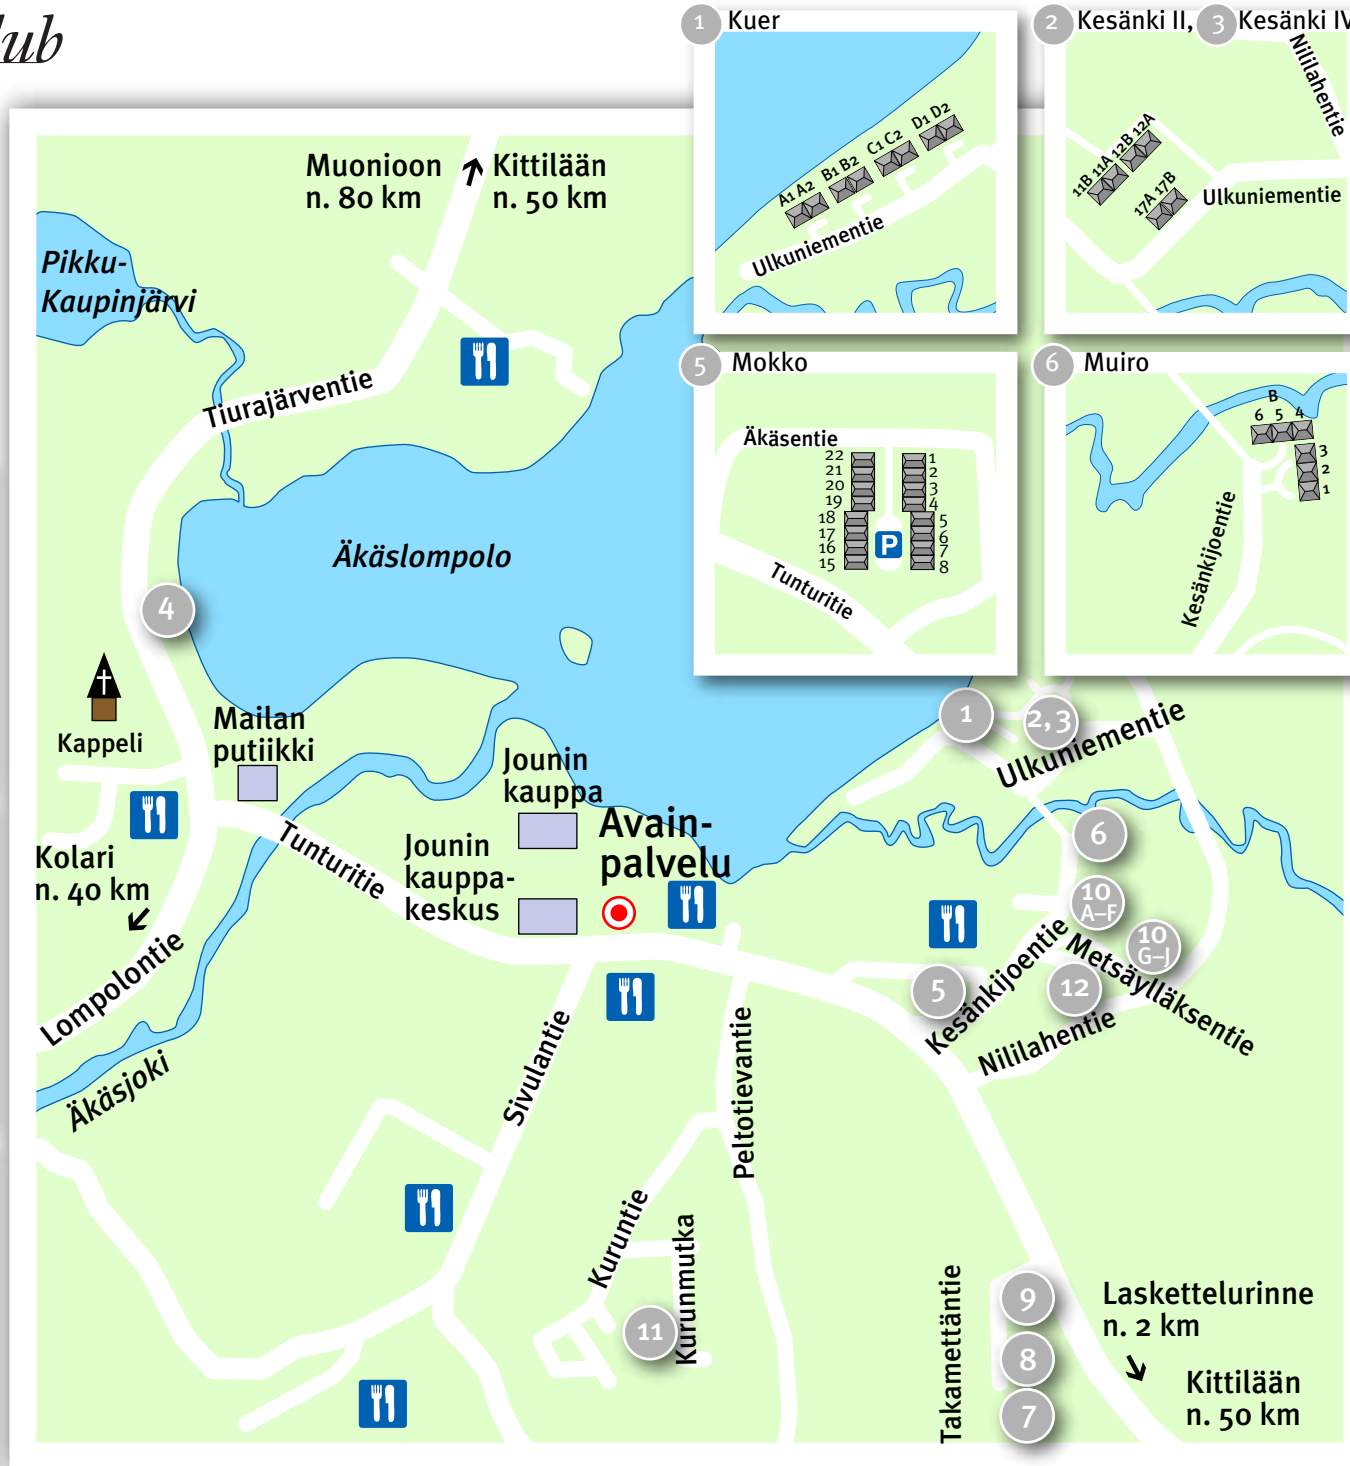 1 Kuer
2 Kesänki II, 3 Kesänki IV
Nililahentie
A1 A2 B1 B2 C1 C2 D1 D2
Ulkuniementie
11B 11A 12B 12A
17A 17B
Ulkuniementie
Muonioon
n. 80 km
Kittilään
n. 50 km
Pikku-
Kaupinjärvi
Tiurajärventie
5 Mokko
Äkäsentie
22 1
21 2
20 3
19 4
18 5
17 6
16 7
15 8
P
Tunturitie
6 Muiro
B
6 5 4
3
2
1
Kesänkijoentie
Äkäslompolo
4
Kappeli
Mailan
putiikki
Jounin
kauppa
Avain-
palvelu
Jounin
kauppa-
keskus
Tunturitie
Kolari
n. 40 km
Lompolontie
Äkäsjoki
1
2, 3
Ulkuniementie
6
10
A–F
10
G–J
5
12
Kesänkijoentie
Metsäylläksentie
Nililahentie
Sivulantie
Peltotievantie
Kuruntie
Kurunmutka
11
Takamettäntie
9
8
7
Laskettelurinne
n. 2 km
Kittilään
n. 50 km